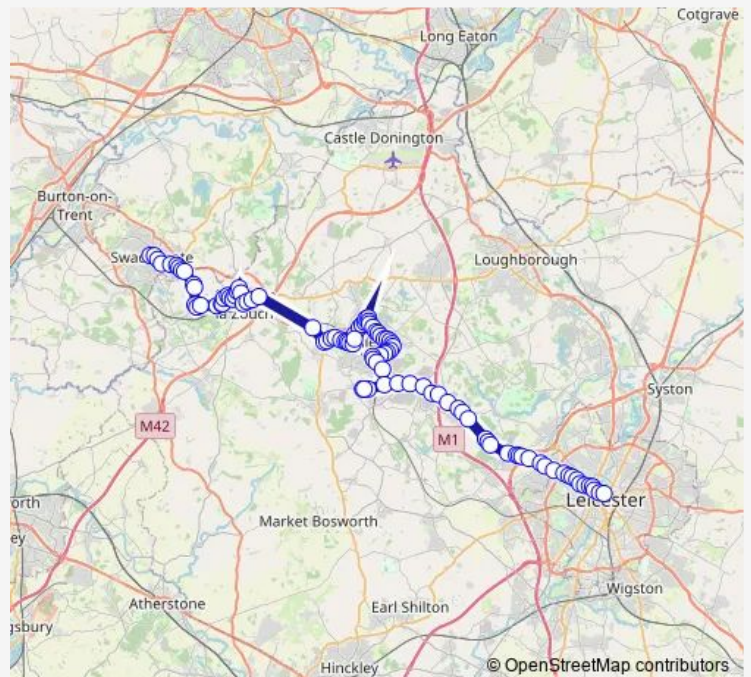 Cotgrave
Long Eaton
Castle Donington
Burton-on-
Trent
Loughborough
Syston
M42
M1
Leicester
Market Bosworth
Wigston
Atherstone
Earl Shilton
Hinckley
© OpenStreetMap contributors